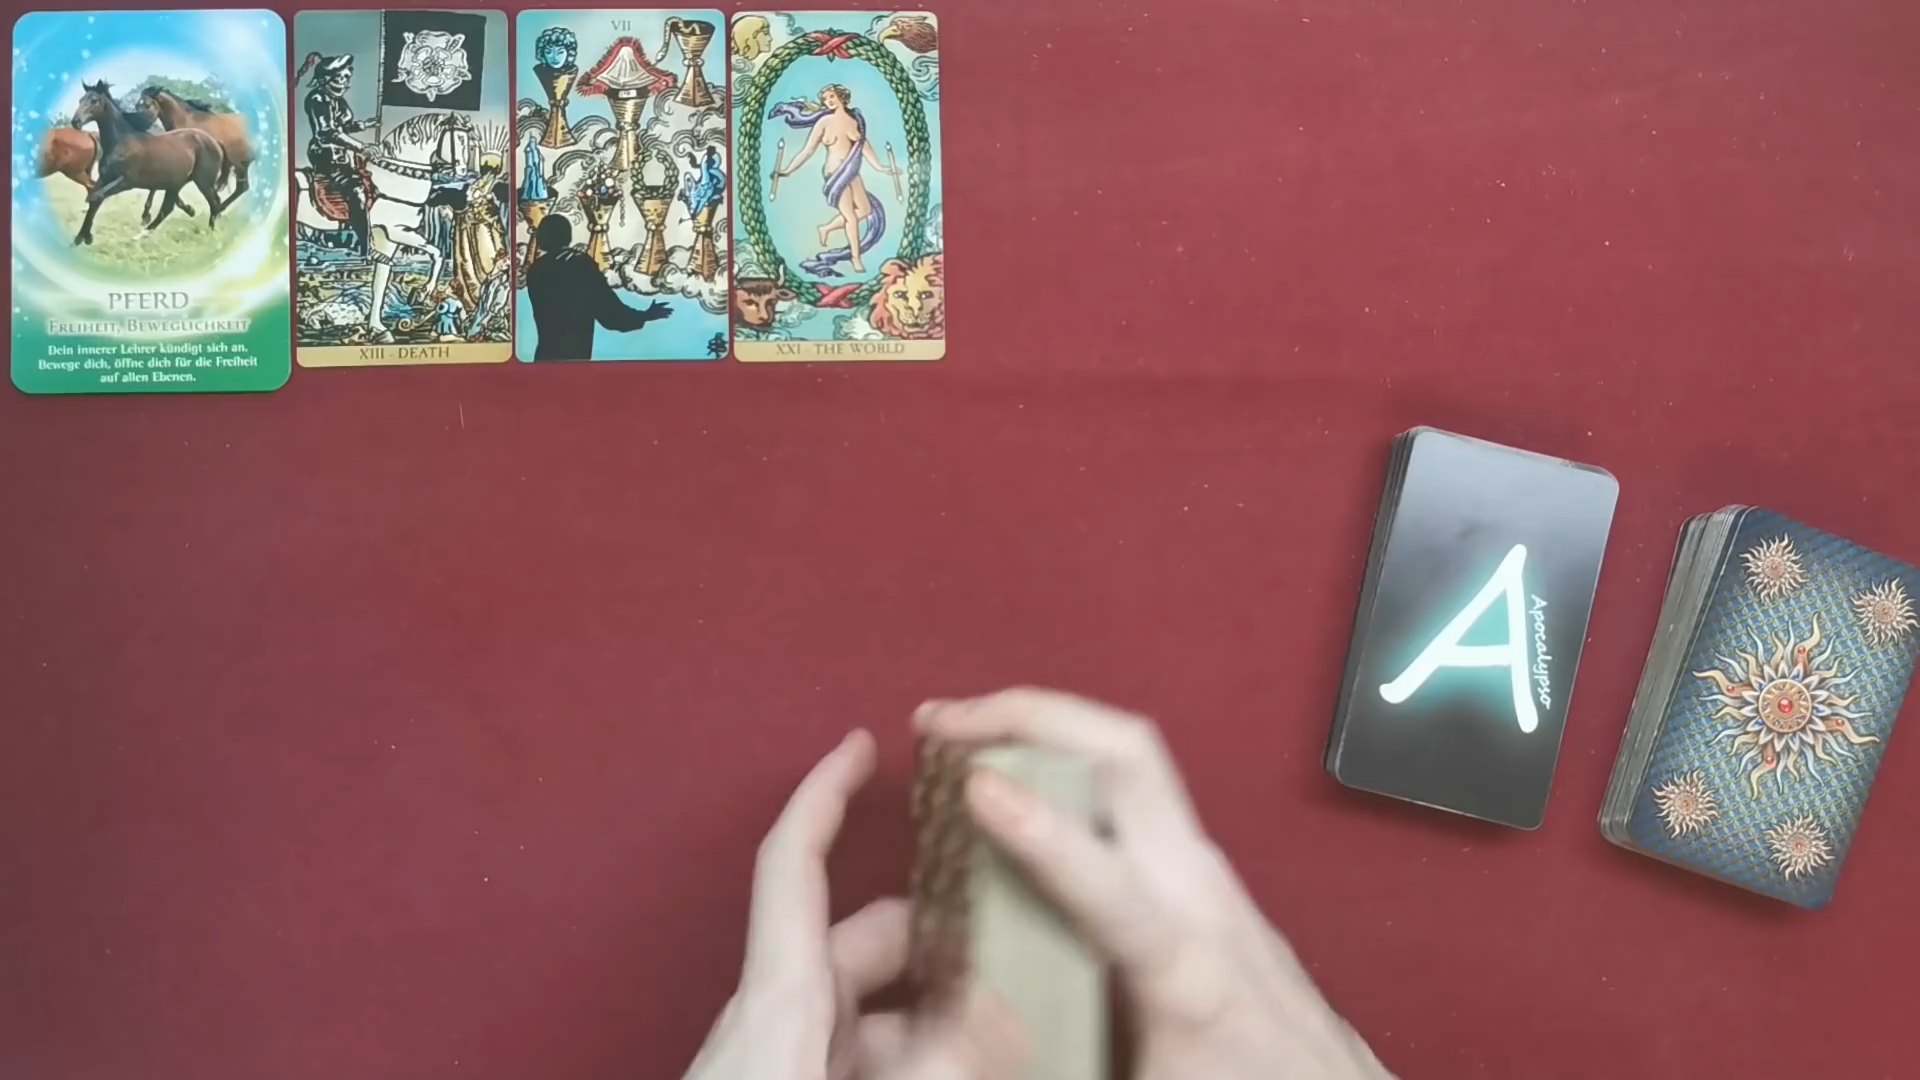 PFERD
FREIHEIT, BEWEGLICHKEIT
Dein innerer Lehrer kündigt sich an.
Bewege dich, öffne dich für die Freiheit
auf allen Ebenen.
XIII - DEATH
VII
XXI - THE WORLD
A
Apocalypso